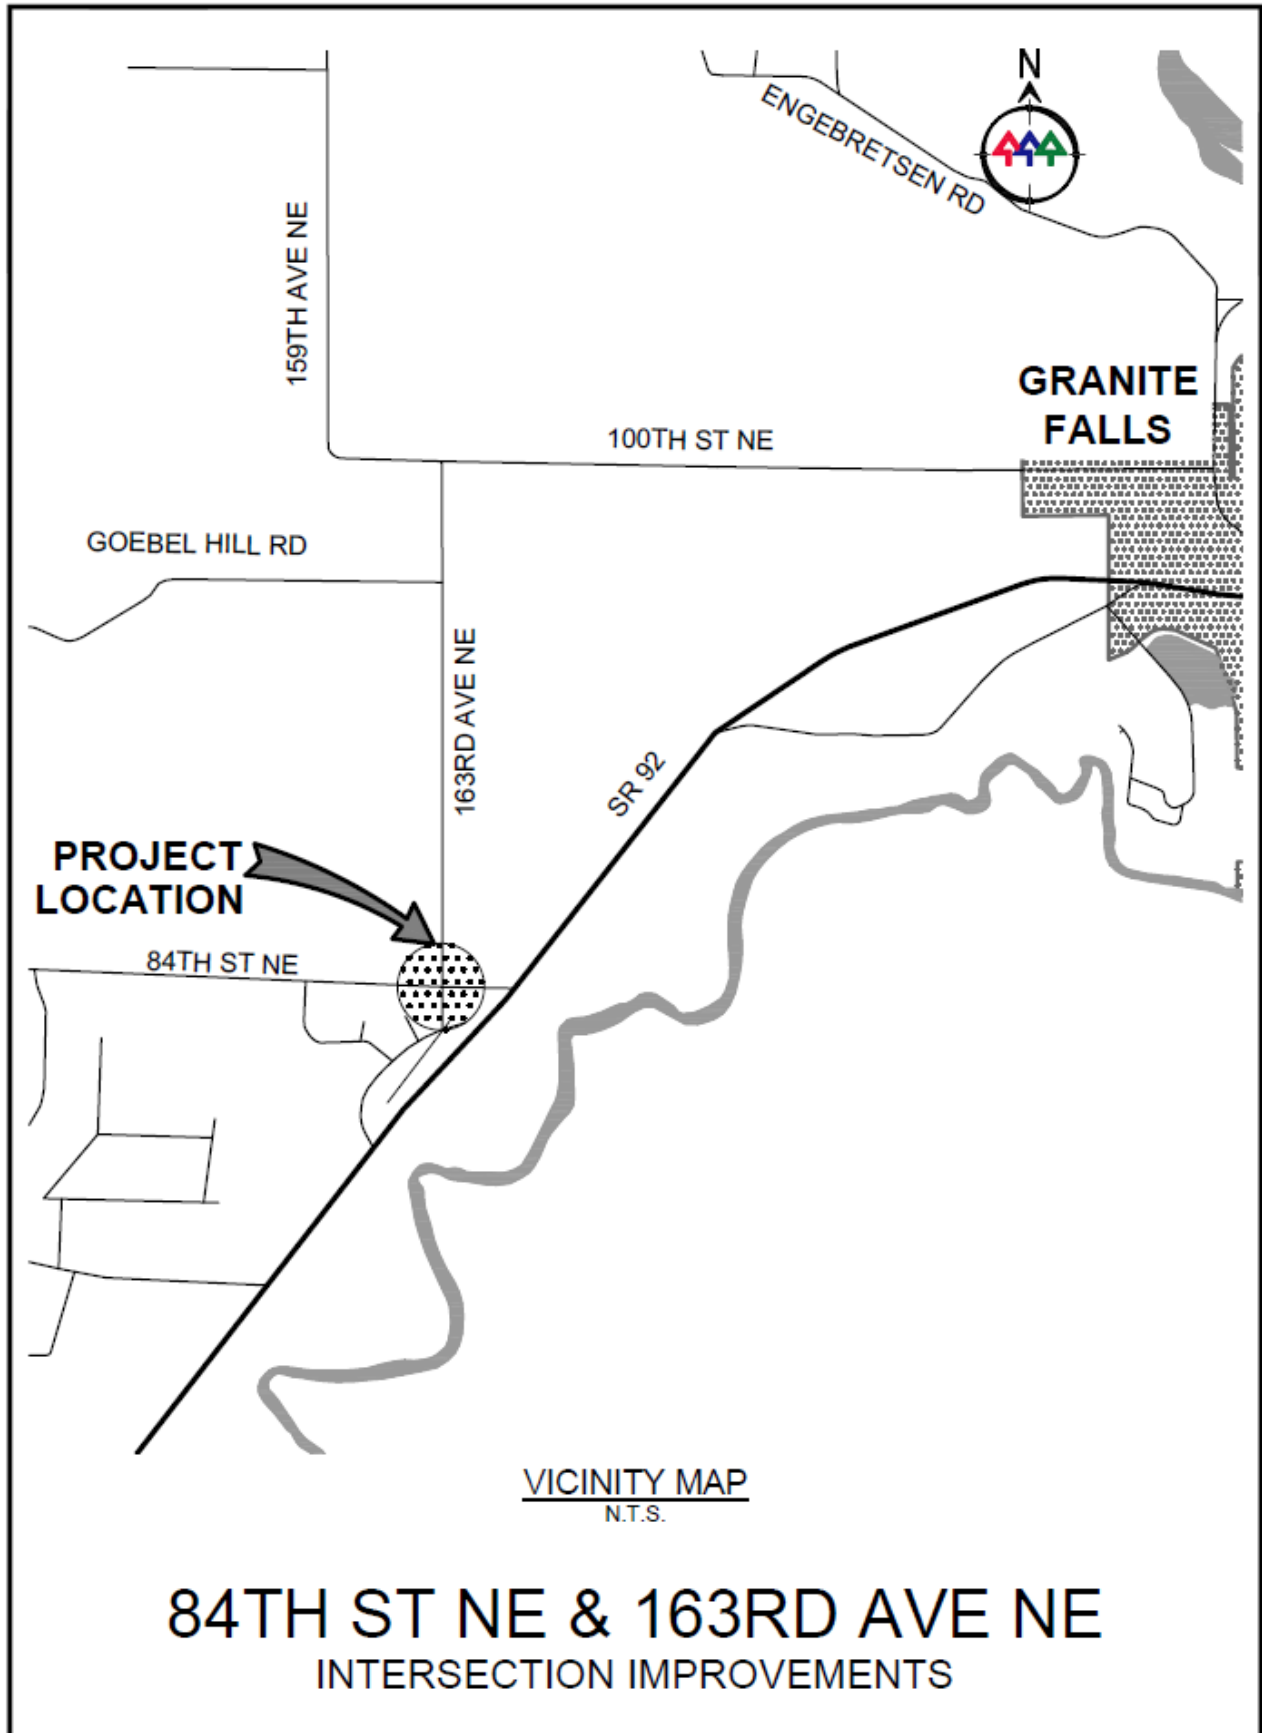 N
ENGEBRETSEN RD
159TH AVE NE
GRANITE
FALLS
100TH ST NE
GOEBEL HILL RD
163RD AVE NE
SR 92
PROJECT
LOCATION
84TH ST NE
VICINITY MAP
N.T.S.
84TH ST NE & 163RD AVE NE
INTERSECTION IMPROVEMENTS